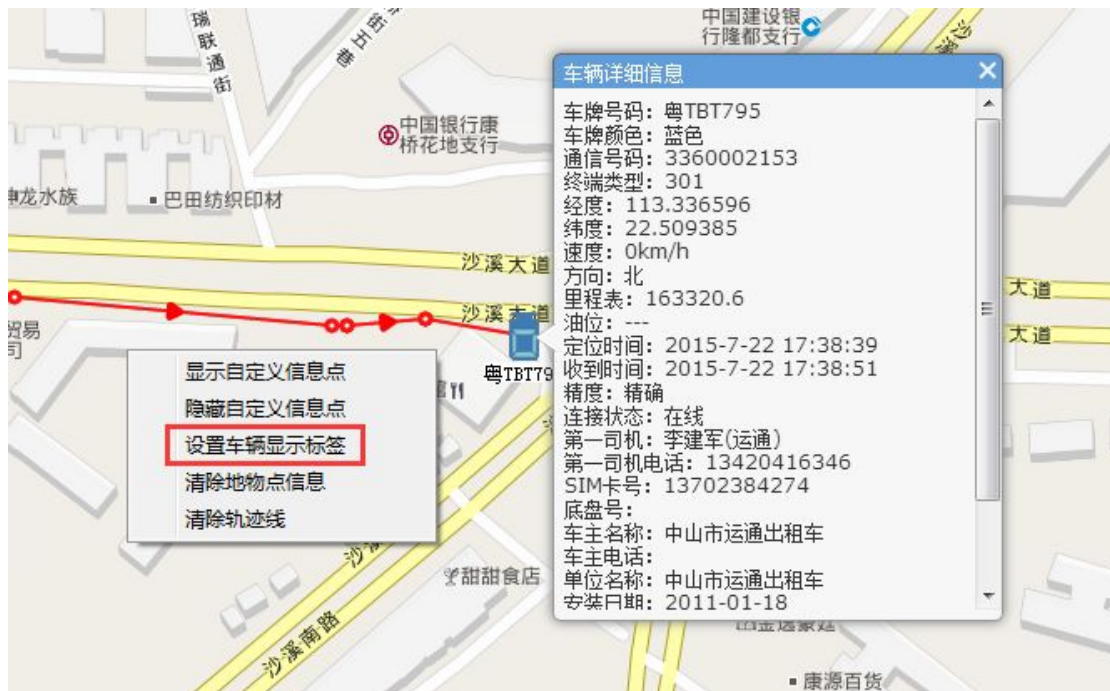 瑞联通街
街五巷
中国建设银
行隆都支行
沙
中国银行康
桥花地支行
龙水族
巴田纺织印材
沙溪大道
沙溪大道
大道
大道
贸易
司
粤TBT79
显示自定义信息点
隐藏自定义信息点
设置车辆显示标签
清除地物点信息
清除轨迹线
车辆详细信息
车牌号码：粤TBT795
车牌颜色：蓝色
通信号码：3360002153
终端类型：301
经度：113.336596
纬度：22.509385
速度：0km/h
方向：北
里程表：163320.6
油位：---
定位时间：2015-7-22 17:38:39
收到时间：2015-7-22 17:38:51
精度：精确
连接状态：在线
第一司机：李建军(运通)
第一司机电话：13420416346
SIM卡号：13702384274
底盘号：
车主名称：中山市运通出租车
车主电话：
单位名称：中山市运通出租车
安装日期：2011-01-18
甜甜食店
沙溪南路
康源百货